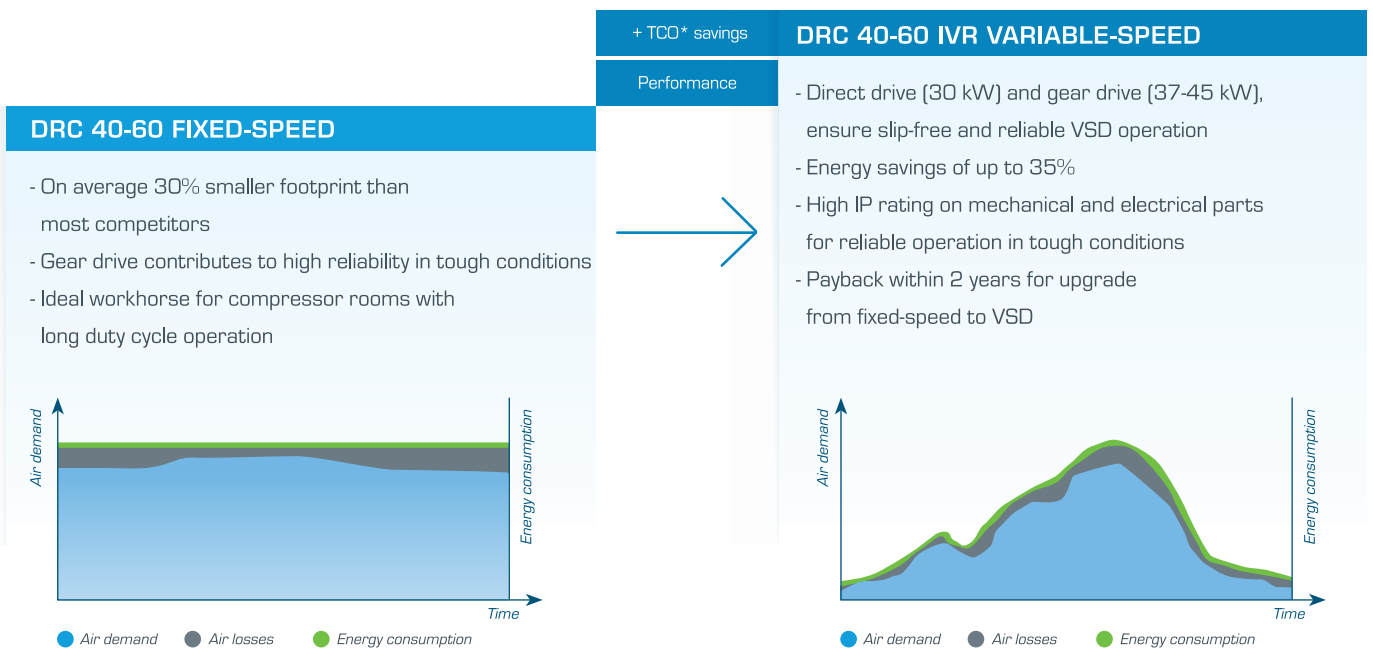 + TCO* savings
Performance
DRC 40-60 FIXED-SPEED
- On average 30% smaller footprint than
most competitors
- Gear drive contributes to high reliability in tough conditions
- Ideal workhorse for compressor rooms with
long duty cycle operation
Air demand
Energy consumption
Time
Air demand
Air losses
Energy consumption
DRC 40-60 IVR VARIABLE-SPEED
- Direct drive (30 kW) and gear drive (37-45 kW),
ensure slip-free and reliable VSD operation
- Energy savings of up to 35%
- High IP rating on mechanical and electrical parts
for reliable operation in tough conditions
- Payback within 2 years for upgrade
from fixed-speed to VSD
Air demand
Energy consumption
Time
Air demand
Air losses
Energy consumption